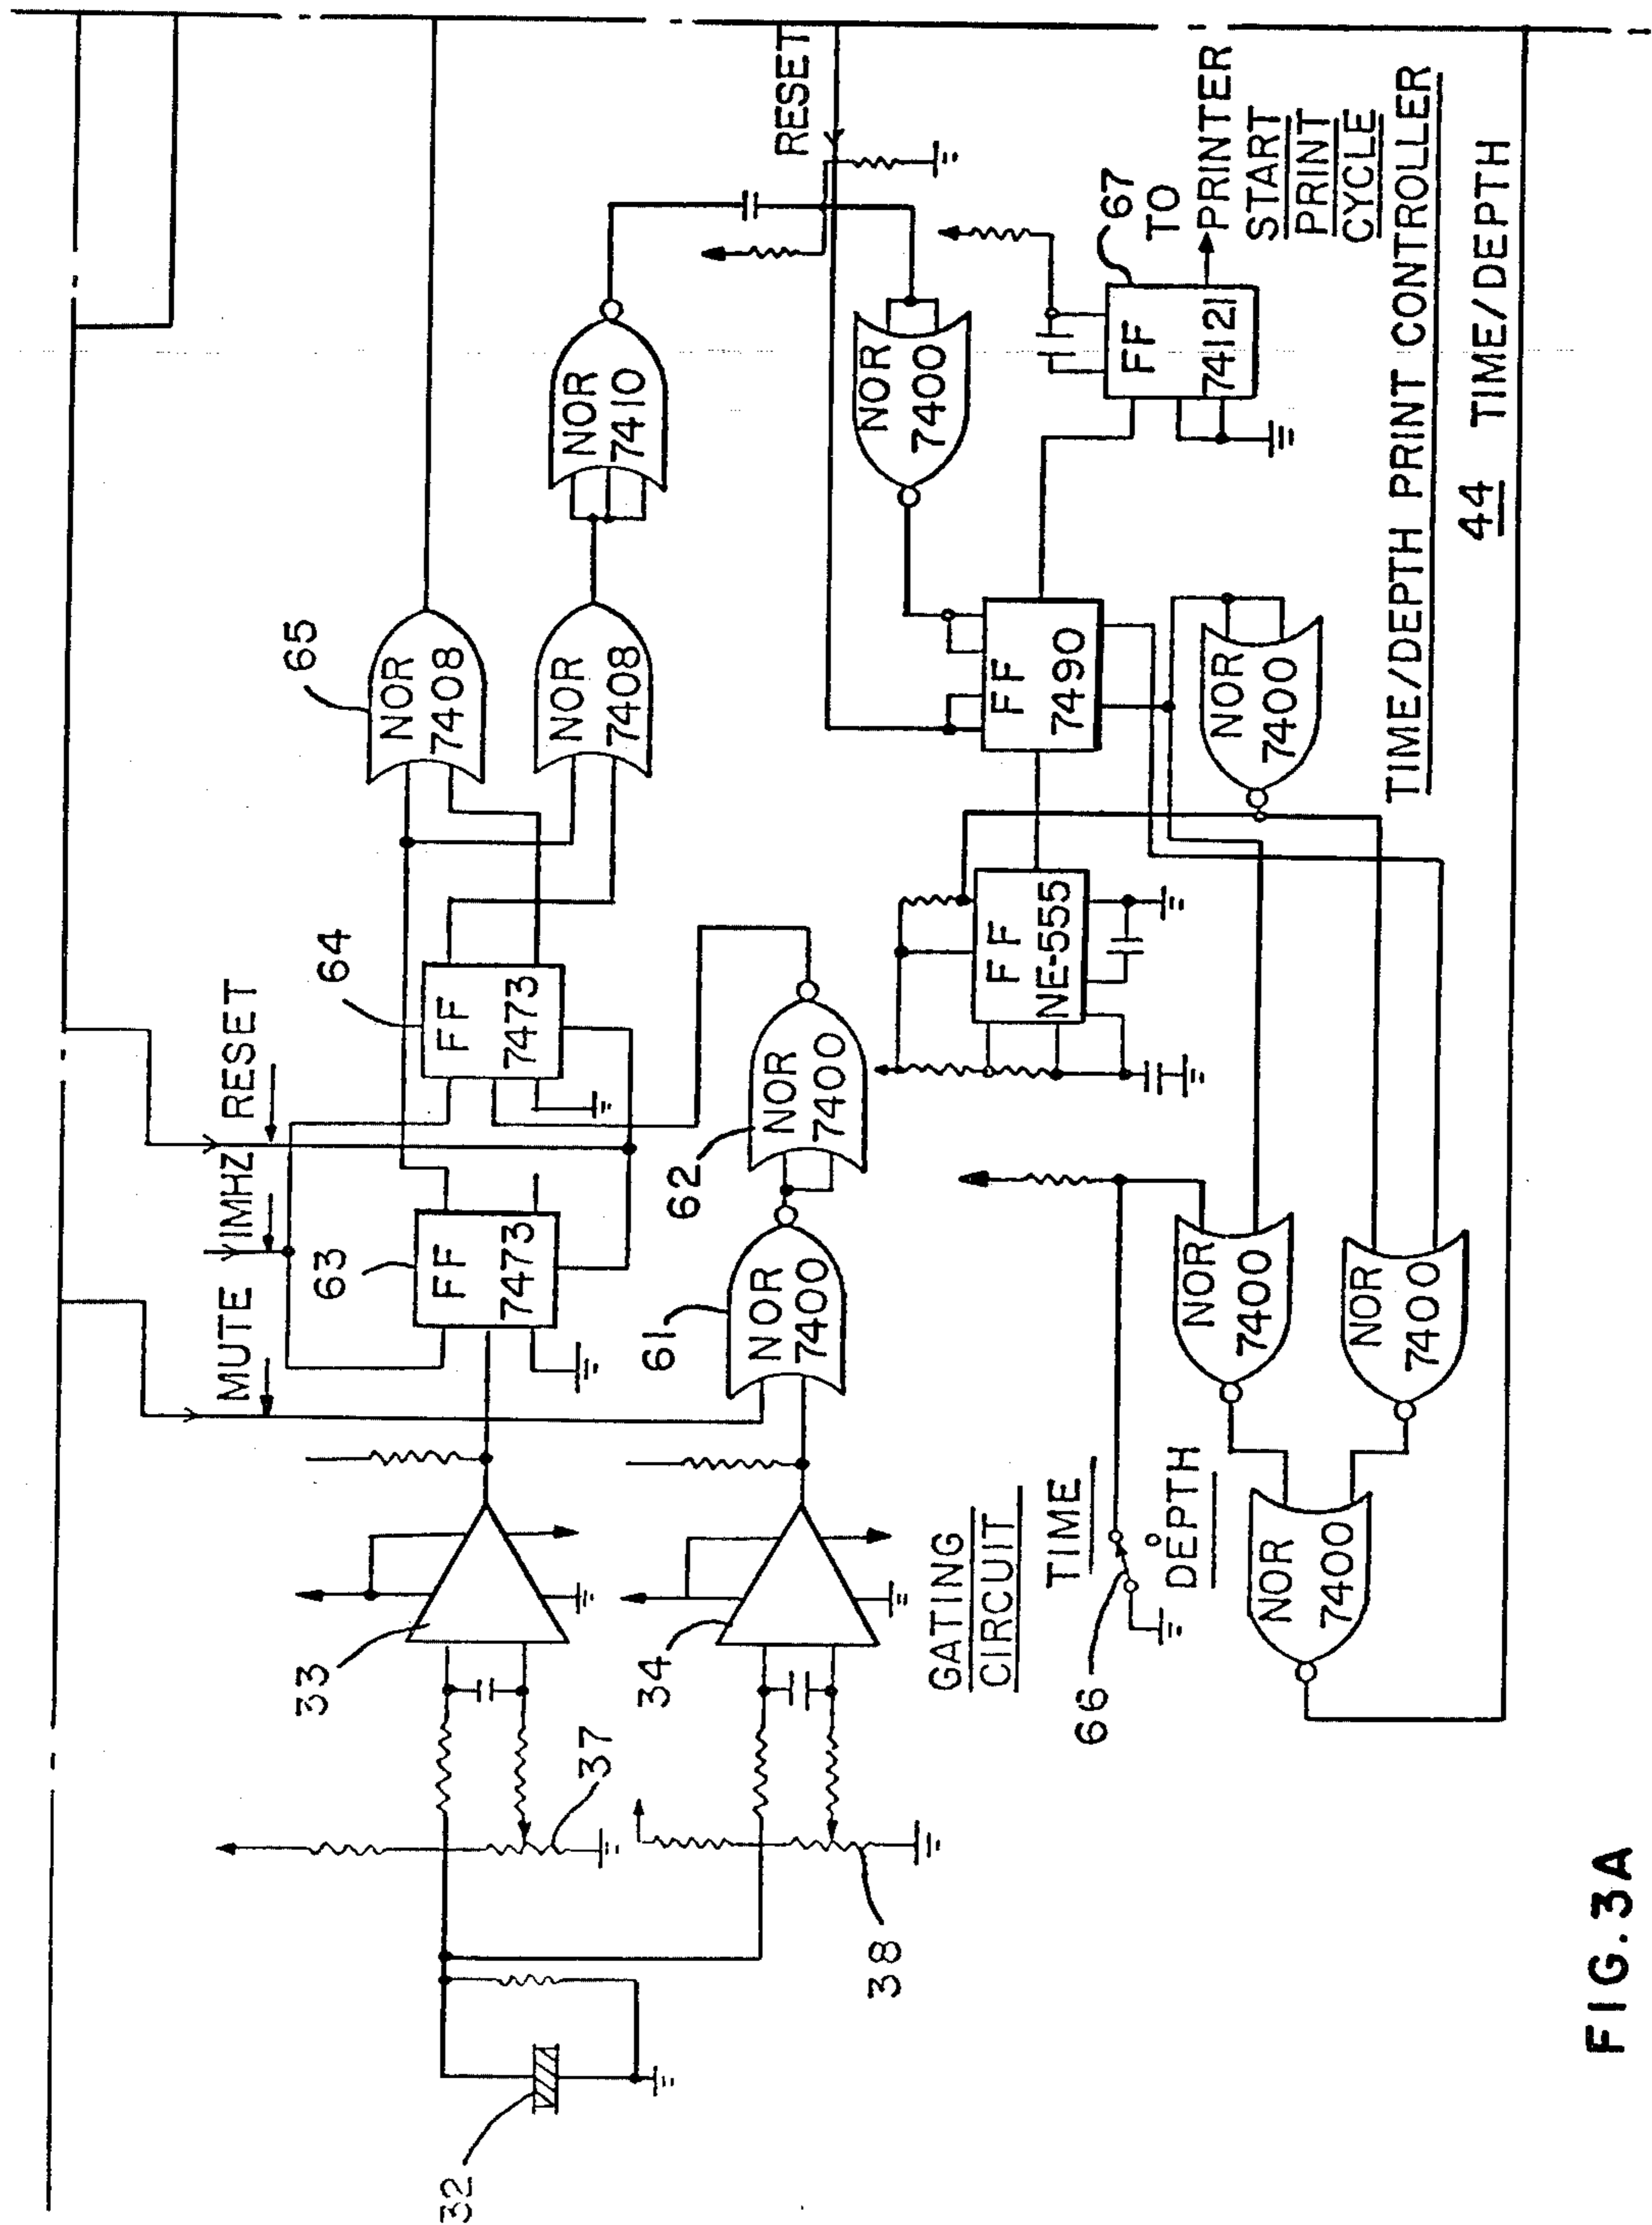 RESET
1MHZ
MUTE
65
NOR
7408
NOR
7408
NOR
7410
64
FF
7473
63
FF
7473
62
NOR
7400
61
NOR
7400
33
34
37
38
32
GATING
CIRCUIT
RESET
NOR
7400
67
TO
PRINTER
START
PRINT
CYCLE
FF
74121
FF
7490
NOR
7400
FF
NE-555
TIME
DEPTH
66
NOR
7400
NOR
7400
NOR
7400
TIME/DEPTH PRINT CONTROLLER
44 TIME/DEPTH
FIG. 3A